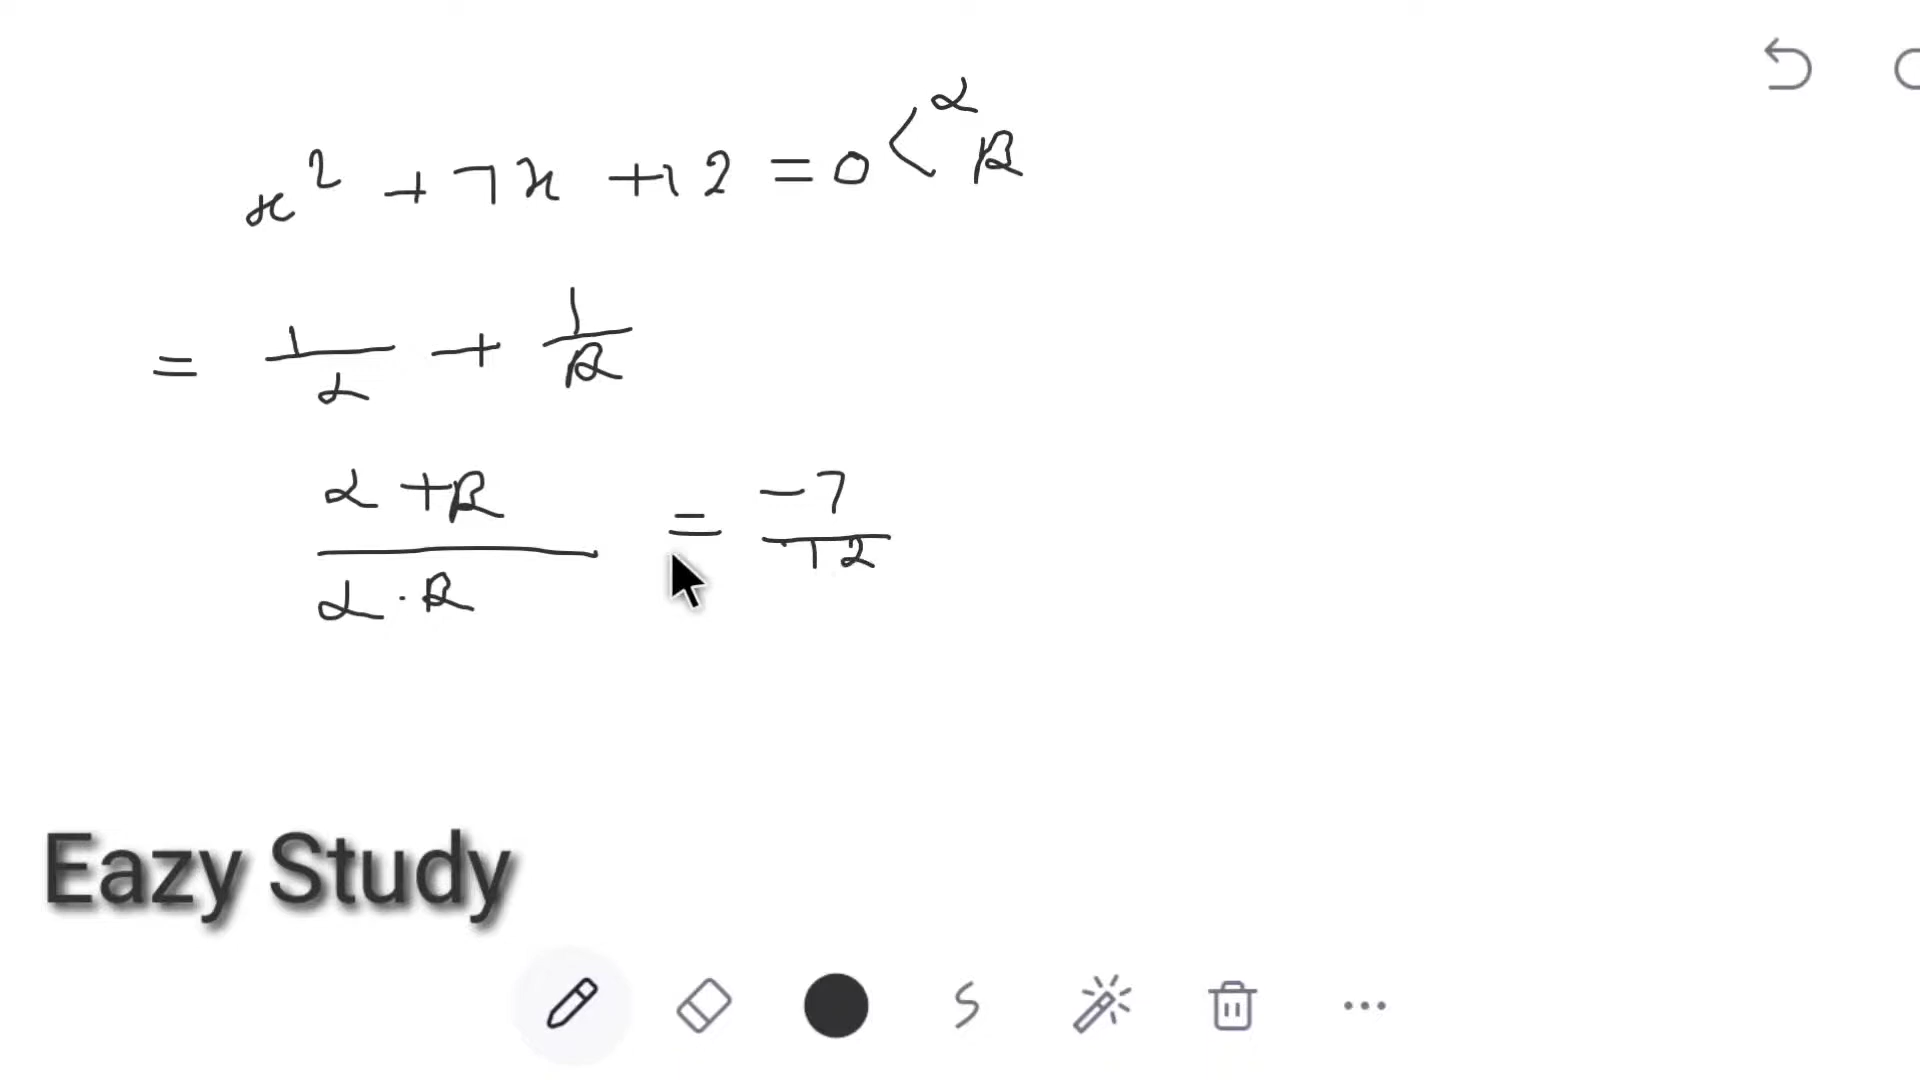 x² + 7x + 12 = 0 < α β
= 1/α + 1/β
α + β / α · β = -7/12
Eazy Study